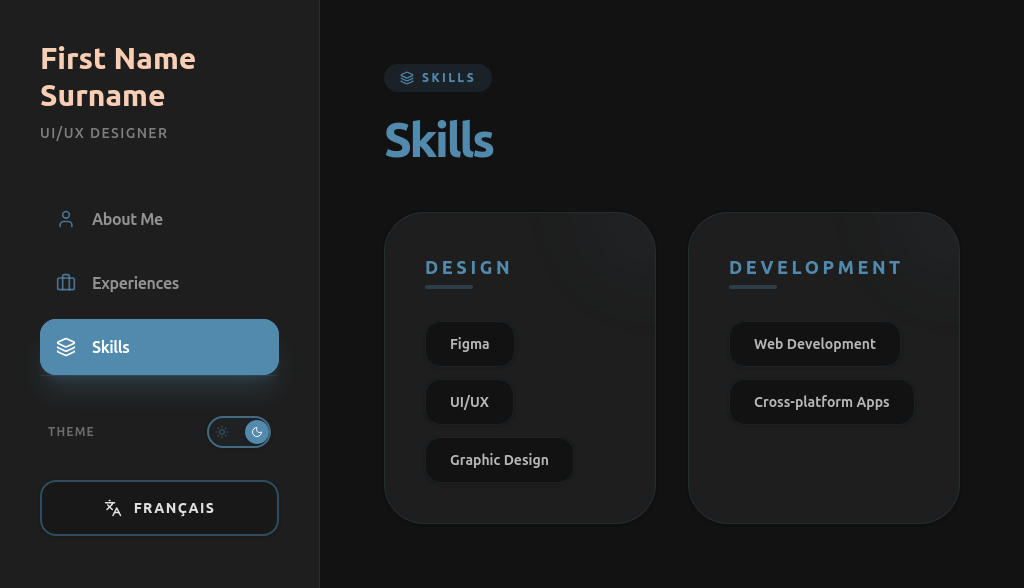 First Name
Surname
UI/UX DESIGNER
About Me
Experiences
Skills
THEME
FRANÇAIS
SKILLS
Skills
DESIGN
Figma
UI/UX
Graphic Design
DEVELOPMENT
Web Development
Cross-platform Apps